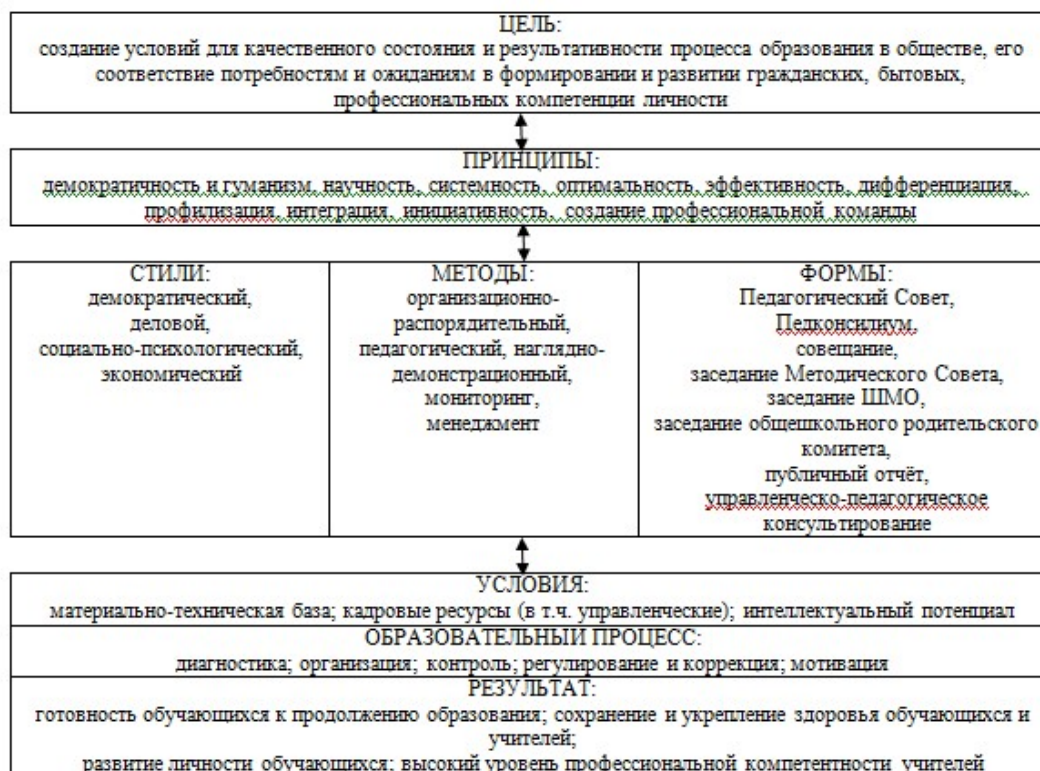 ЦЕЛЬ:
создание условий для качественного состояния и результативности процесса образования в обществе, его
соответствие потребностям и ожиданиям в формировании и развитии гражданских, бытовых,
профессиональных компетенции личности
ПРИНЦИПЫ:
демократичность и гуманизм, научность, системность, оптимальность, эффективность, дифференциация,
профилизация, интеграция, инициативность, создание профессиональной команды
СТИЛИ:
демократический,
деловой,
социально-психологический,
экономический
МЕТОДЫ:
организационно-
распорядительный,
педагогический, наглядно-
демонстрационный,
мониторинг,
менеджмент
ФОРМЫ:
Педагогический Совет,
Педконсилиум,
совещание,
заседание Методического Совета,
заседание ШМО,
заседание общешкольного родительского
комитета,
публичный отчёт,
управленческо-педагогическое
консультирование
УСЛОВИЯ:
материально-техническая база; кадровые ресурсы (в т.ч. управленческие); интеллектуальный потенциал
ОБРАЗОВАТЕЛЬНЫЙ ПРОЦЕСС:
диагностика; организация; контроль; регулирование и коррекция; мотивация
РЕЗУЛЬТАТ:
готовность обучающихся к продолжению образования; сохранение и укрепление здоровья обучающихся и
учителей;
развитие личности обучающихся; высокий уровень профессиональной компетентности учителей